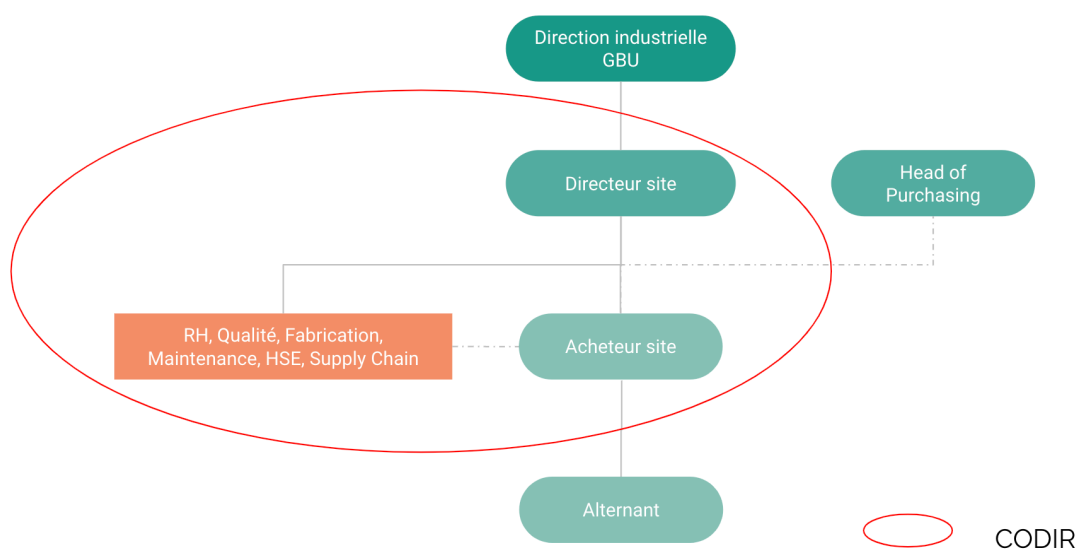 Direction industrielle
GBU
Directeur site
Head of
Purchasing
RH, Qualité, Fabrication,
Maintenance, HSE, Supply Chain
Acheteur site
Alternant
CODIR